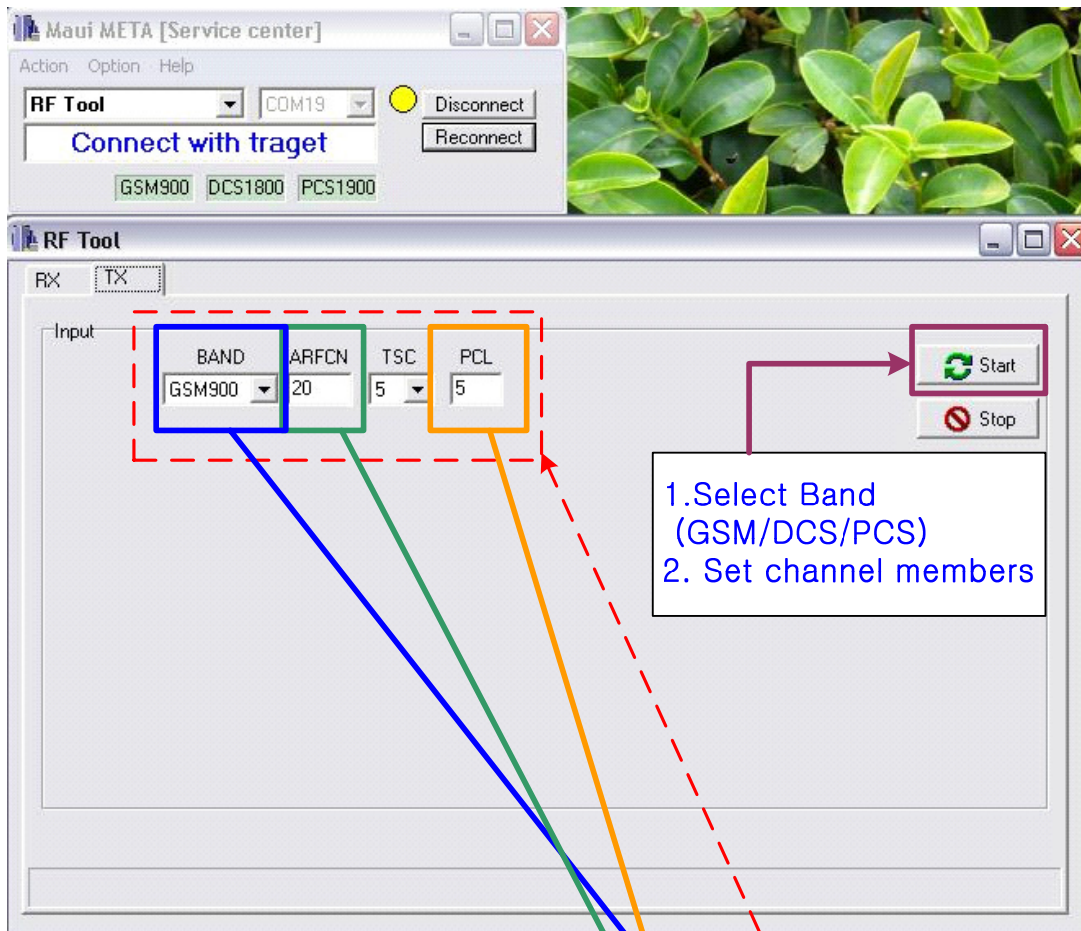 Maui META [Service center]
Action Option Help
RF Tool COM19 Disconnect
Connect with traget Reconnect
GSM900 DCS1800 PCS1900
RF Tool
RX TX
Input
BAND ARFCN TSC PCL
GSM900 20 5 5
Start
Stop
1.Select Band
(GSM/DCS/PCS)
2. Set channel members